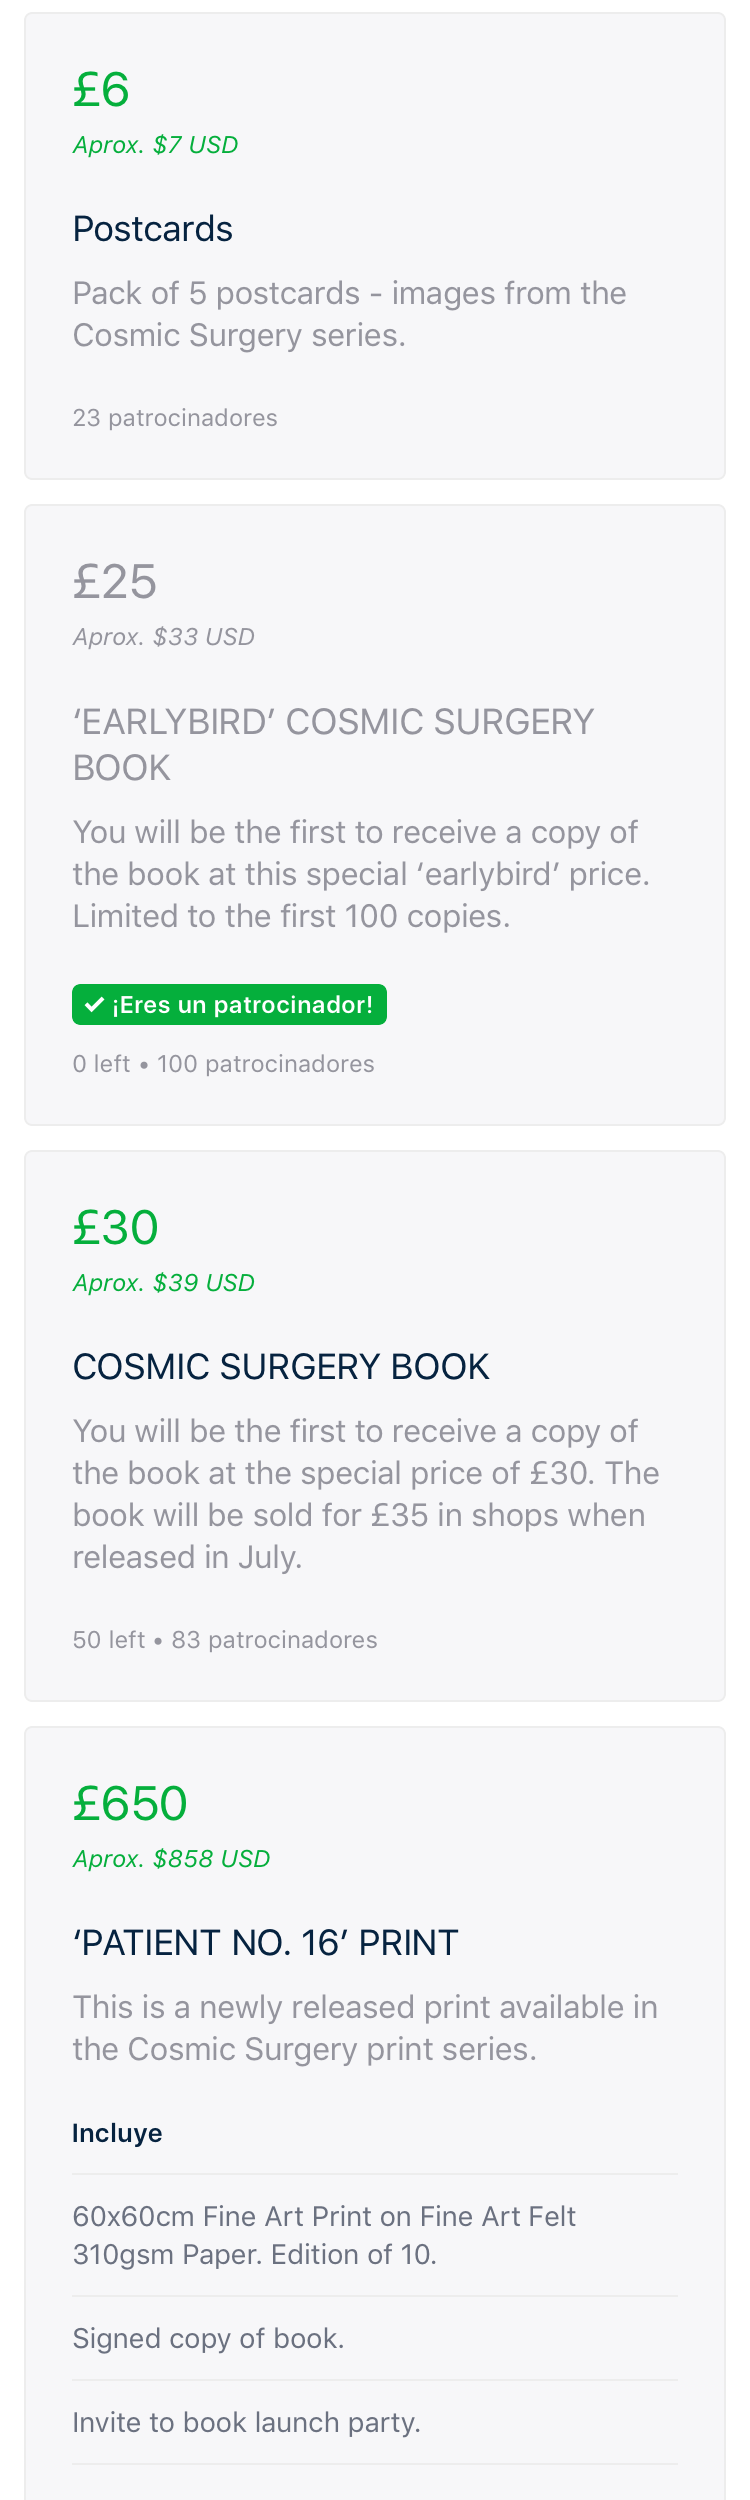 £6
Aprox. $7 USD
Postcards
Pack of 5 postcards - images from the
Cosmic Surgery series.
23 patrocinadores
£25
Aprox. $33 USD
‘EARLYBIRD’ COSMIC SURGERY
BOOK
You will be the first to receive a copy of
the book at this special ‘earlybird’ price.
Limited to the first 100 copies.
✓ ¡Eres un patrocinador!
0 left • 100 patrocinadores
£30
Aprox. $39 USD
COSMIC SURGERY BOOK
You will be the first to receive a copy of
the book at the special price of £30. The
book will be sold for £35 in shops when
released in July.
50 left • 83 patrocinadores
£650
Aprox. $858 USD
‘PATIENT NO. 16’ PRINT
This is a newly released print available in
the Cosmic Surgery print series.
Incluye
60x60cm Fine Art Print on Fine Art Felt
310gsm Paper. Edition of 10.
Signed copy of book.
Invite to book launch party.